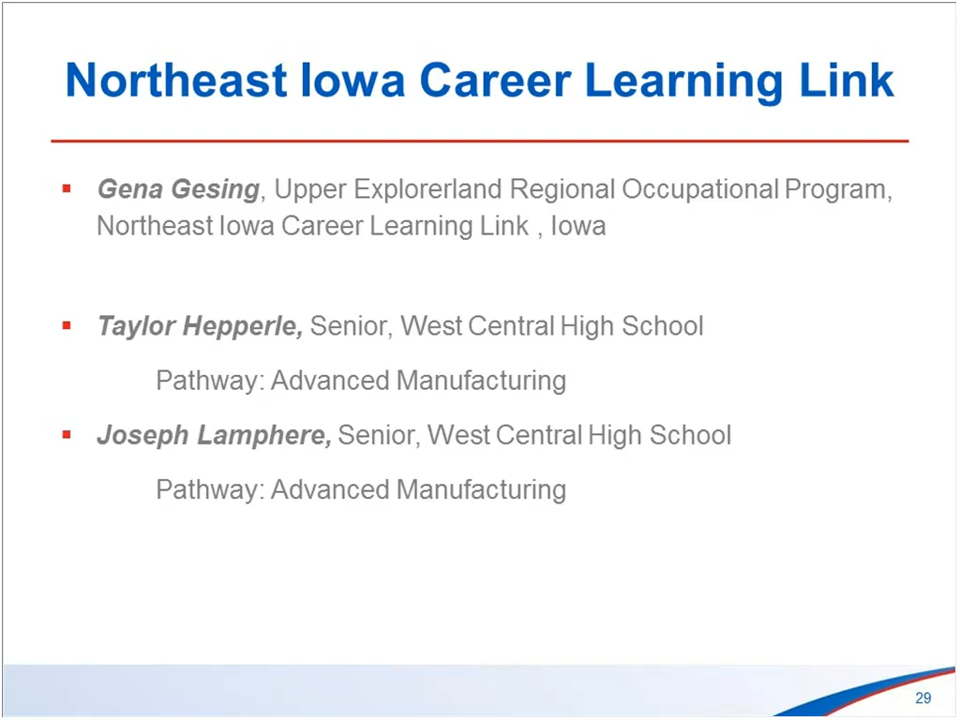 Northeast Iowa Career Learning Link
▪ Gena Gesing, Upper Explorerland Regional Occupational Program,
Northeast Iowa Career Learning Link , Iowa
▪ Taylor Hepperle, Senior, West Central High School
Pathway: Advanced Manufacturing
▪ Joseph Lamphere, Senior, West Central High School
Pathway: Advanced Manufacturing
29